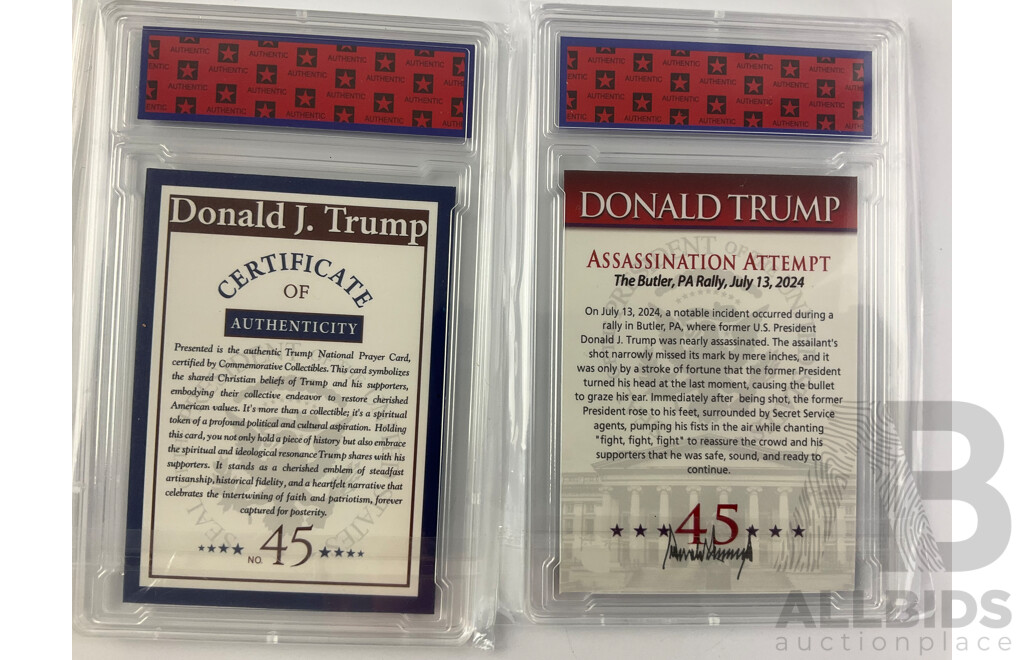 AUTHENTIC AUTHENTIC AUTHENTIC AUTHENTIC
AUTHENTIC AUTHENTIC AUTHENTIC AUTHENTIC
Donald J. Trump
CERTIFICATE
OF
AUTHENTICITY
Presented is the authentic Trump National Prayer Card,
certified by Commemorative Collectibles. This card symbolizes
the shared Christian beliefs of Trump and his supporters,
embodying their collective endeavor to restore cherished
American values. It's more than a collectible; it's a spiritual
token of a profound political and cultural aspiration. Holding
this card, you not only hold a piece of history but also embrace
the spiritual and ideological resonance Trump shares with his
supporters. It stands as a cherished emblem of steadfast
artisanship, historical fidelity, and a heartfelt narrative that
celebrates the intertwining of faith and patriotism, forever
captured for posterity.
NO. 45
DONALD TRUMP
ASSASSINATION ATTEMPT
The Butler, PA Rally, July 13, 2024
On July 13, 2024, a notable incident occurred during a
rally in Butler, PA, where former U.S. President
Donald J. Trump was nearly assassinated. The assailant's
shot narrowly missed its mark by mere inches, and it
was only by a stroke of fortune that the former President
turned his head at the last moment, causing the bullet
to graze his ear. Immediately after being shot, the former
President rose to his feet, surrounded by Secret Service
agents, pumping his fists in the air while chanting
"fight, fight, fight" to reassure the crowd and his
supporters that he was safe, sound, and ready to
continue.
45
B
ALLBIDS
auctionplace